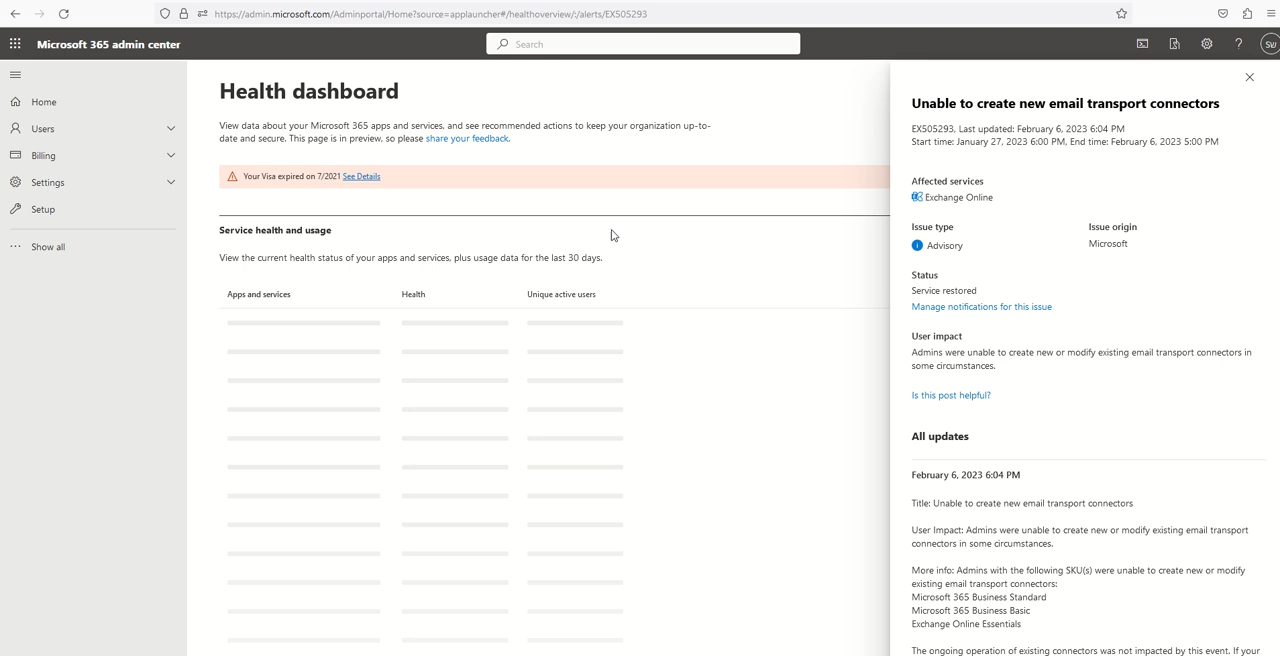 https://admin.microsoft.com/Adminportal/Home?source=applauncher#/healthoverview/:/alerts/EX505293
Microsoft 365 admin center
Search
SW
Home
Users
Billing
Settings
Setup
Show all
Health dashboard
View data about your Microsoft 365 apps and services, and see recommended actions to keep your organization up-to-
date and secure. This page is in preview, so please share your feedback.
Your Visa expired on 7/2021 See Details
Service health and usage
View the current health status of your apps and services, plus usage data for the last 30 days.
Apps and services Health Unique active users
Unable to create new email transport connectors
EX505293, Last updated: February 6, 2023 6:04 PM
Start time: January 27, 2023 6:00 PM, End time: February 6, 2023 5:00 PM
Affected services
Exchange Online
Issue type Issue origin
Advisory Microsoft
Status
Service restored
Manage notifications for this issue
User impact
Admins were unable to create new or modify existing email transport connectors in
some circumstances.
Is this post helpful?
All updates
February 6, 2023 6:04 PM
Title: Unable to create new email transport connectors
User Impact: Admins were unable to create new or modify existing email transport
connectors in some circumstances.
More info: Admins with the following SKU(s) were unable to create new or modify
existing email transport connectors:
Microsoft 365 Business Standard
Microsoft 365 Business Basic
Exchange Online Essentials
The ongoing operation of existing connectors was not impacted by this event. If your